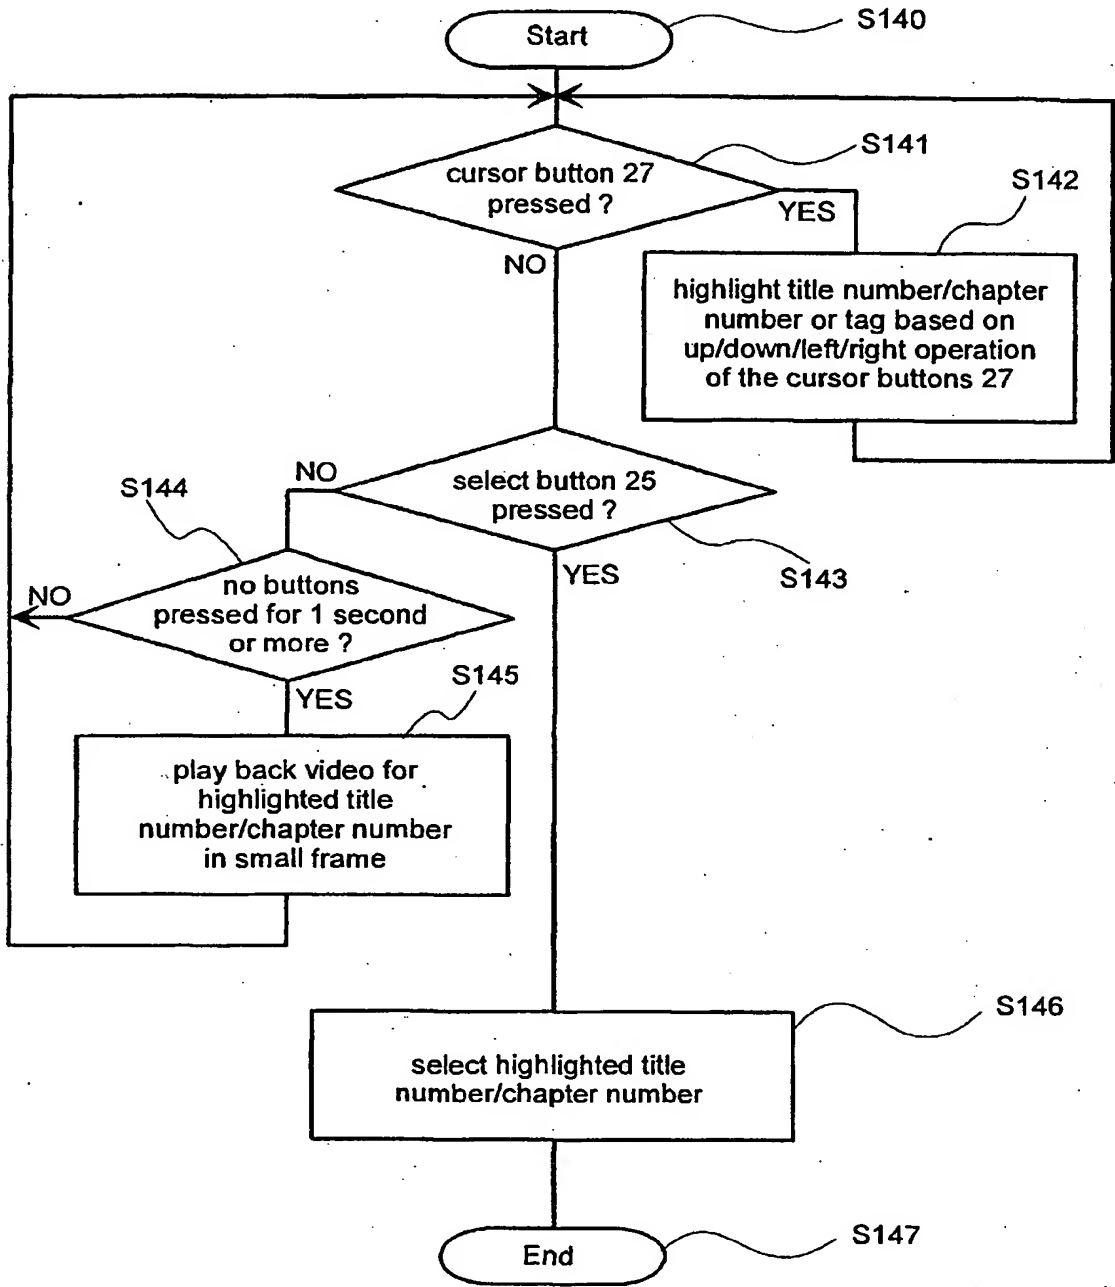 Start
S140
cursor button 27
pressed ?
S141
YES
NO
S142
highlight title number/chapter
number or tag based on
up/down/left/right operation
of the cursor buttons 27
select button 25
pressed ?
NO
YES
S143
S144
no buttons
pressed for 1 second
or more ?
NO
YES
S145
play back video for
highlighted title
number/chapter number
in small frame
S146
select highlighted title
number/chapter number
End
S147